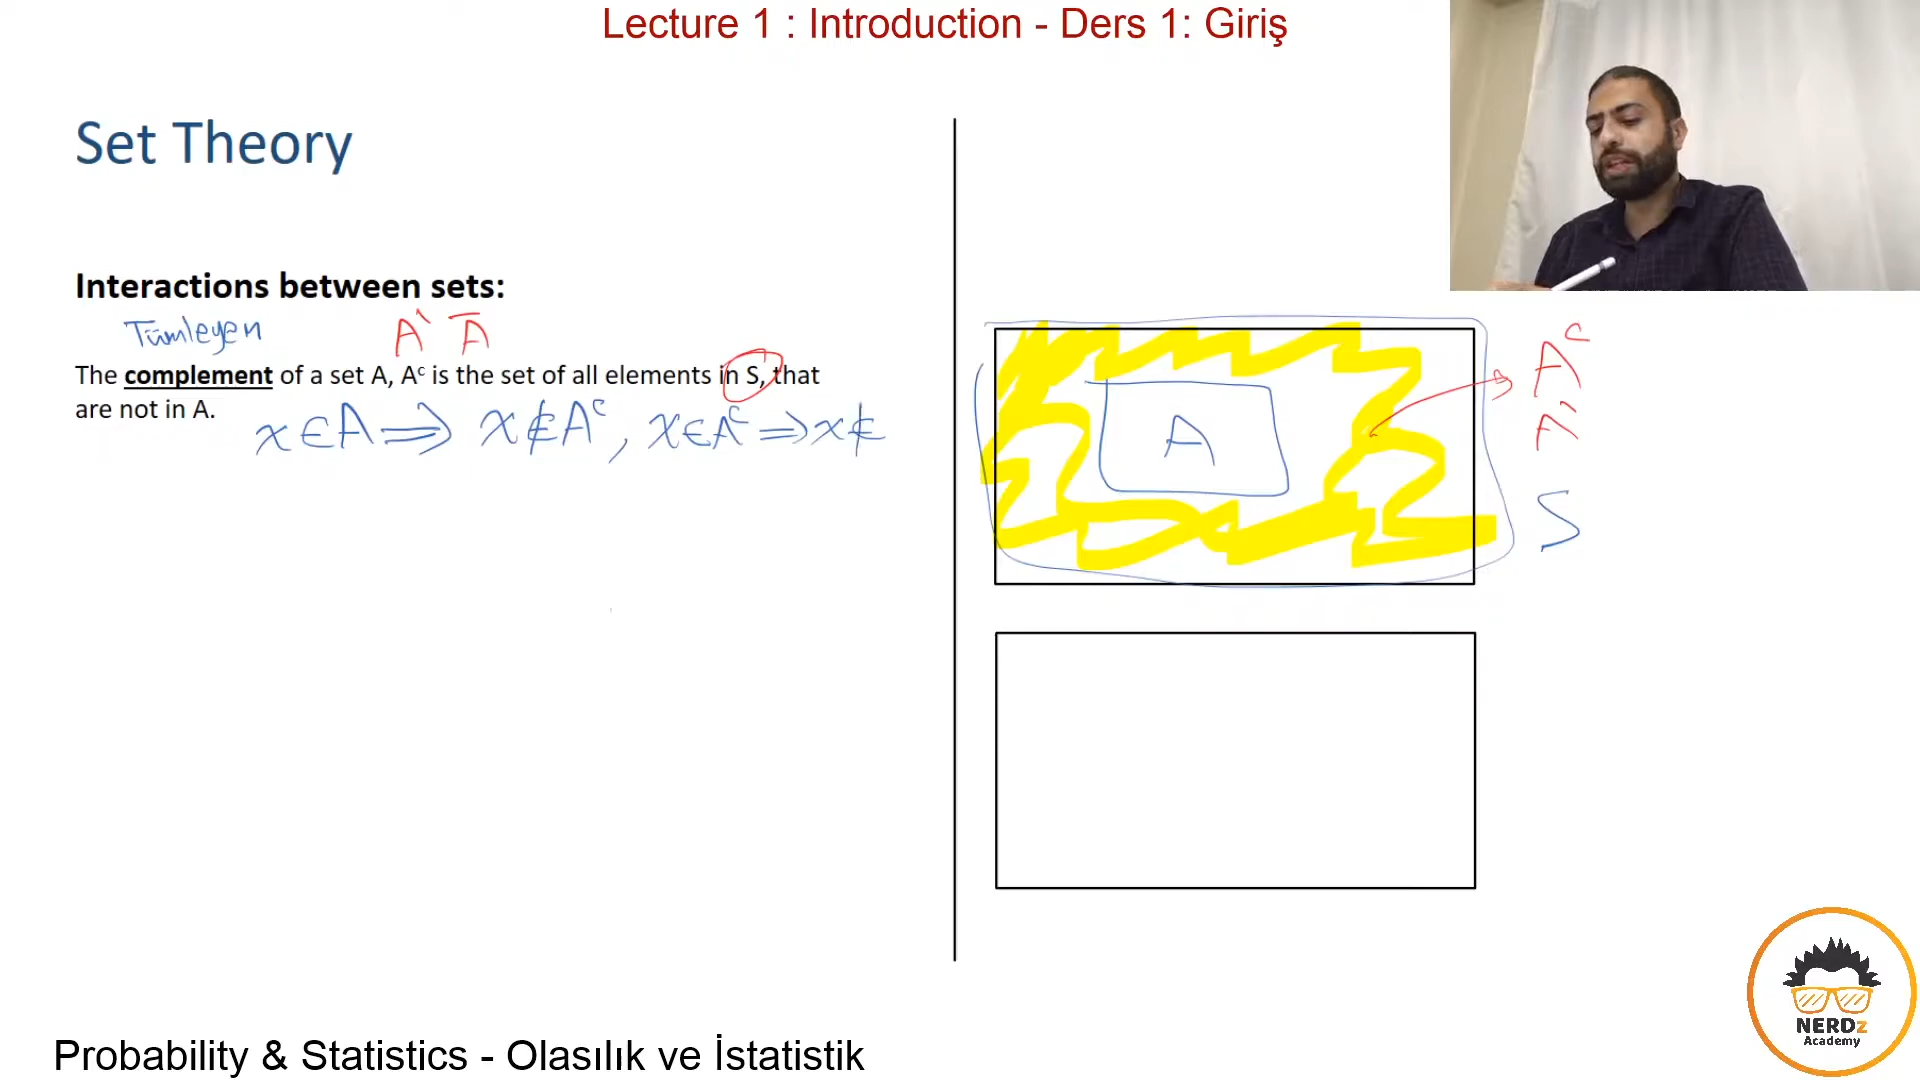 Lecture 1 : Introduction - Ders 1: Giriş
Set Theory
Interactions between sets:
Tümleyen A' A̅
The complement of a set A, Aᶜ is the set of all elements in S, that
are not in A.
x∈A ⟹ x∉Aᶜ, x∈Aᶜ ⟹ x∉
A
Aᶜ
A'
S
NERDz
Academy
Probability & Statistics - Olasılık ve İstatistik